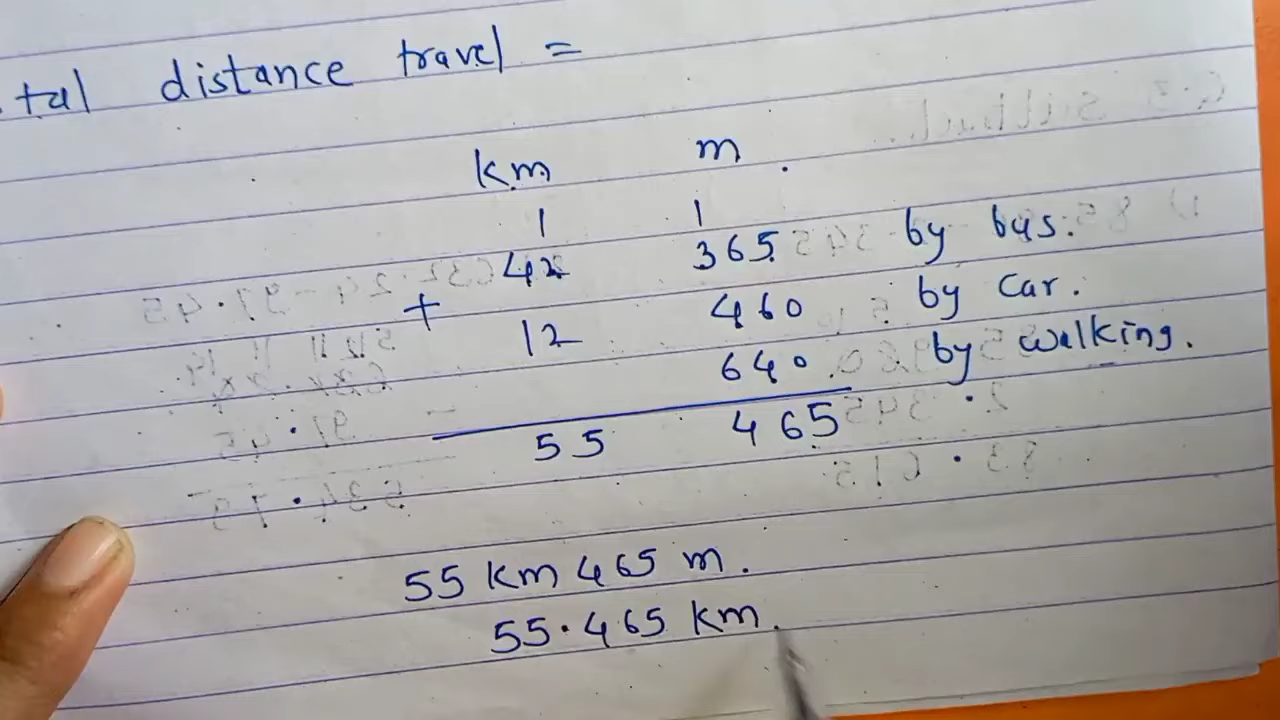 tal distance travel =
km m
1 1
42 365 by bus.
+ 12 460 by car.
640 by walking.
55 465
55 km 465 m.
55.465 km.